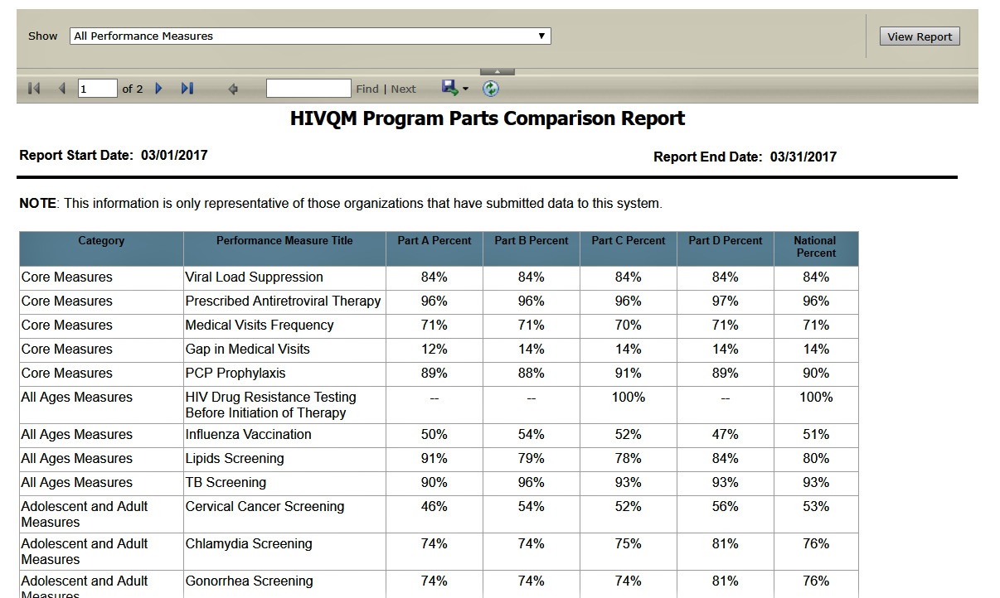 Show All Performance Measures View Report
1 of 2 Find | Next
HIVQM Program Parts Comparison Report
Report Start Date: 03/01/2017 Report End Date: 03/31/2017
NOTE: This information is only representative of those organizations that have submitted data to this system.
Category Performance Measure Title Part A Percent Part B Percent Part C Percent Part D Percent National
Percent
Core Measures Viral Load Suppression 84% 84% 84% 84% 84%
Core Measures Prescribed Antiretroviral Therapy 96% 96% 96% 97% 96%
Core Measures Medical Visits Frequency 71% 71% 70% 71% 71%
Core Measures Gap in Medical Visits 12% 14% 14% 14% 14%
Core Measures PCP Prophylaxis 89% 88% 91% 89% 90%
All Ages Measures HIV Drug Resistance Testing -- -- 100% -- 100%
Before Initiation of Therapy
All Ages Measures Influenza Vaccination 50% 54% 52% 47% 51%
All Ages Measures Lipids Screening 91% 79% 78% 84% 80%
All Ages Measures TB Screening 90% 96% 93% 93% 93%
Adolescent and Adult Cervical Cancer Screening 46% 54% 52% 56% 53%
Measures
Adolescent and Adult Chlamydia Screening 74% 74% 75% 81% 76%
Measures
Adolescent and Adult Gonorrhea Screening 74% 74% 74% 81% 76%
Measures